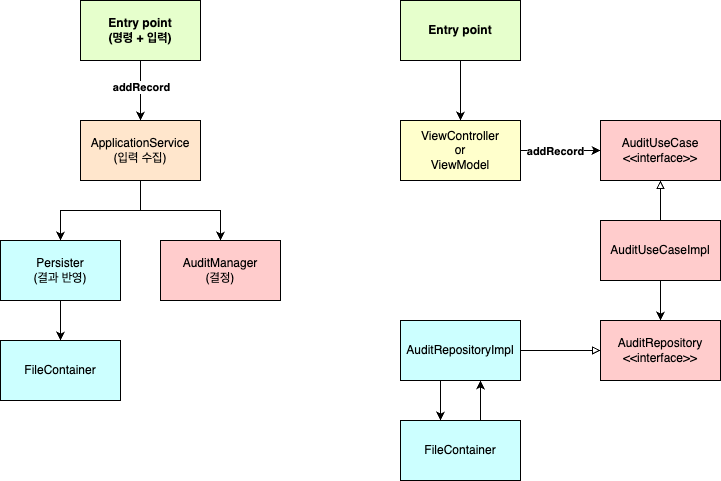 Entry point
(명령 + 입력)
addRecord
ApplicationService
(입력 수집)
Persister
(결과 반영)
AuditManager
(결정)
FileContainer
Entry point
ViewController
or
ViewModel
addRecord
AuditUseCase
<<interface>>
AuditUseCaseImpl
AuditRepositoryImpl
AuditRepository
<<interface>>
FileContainer